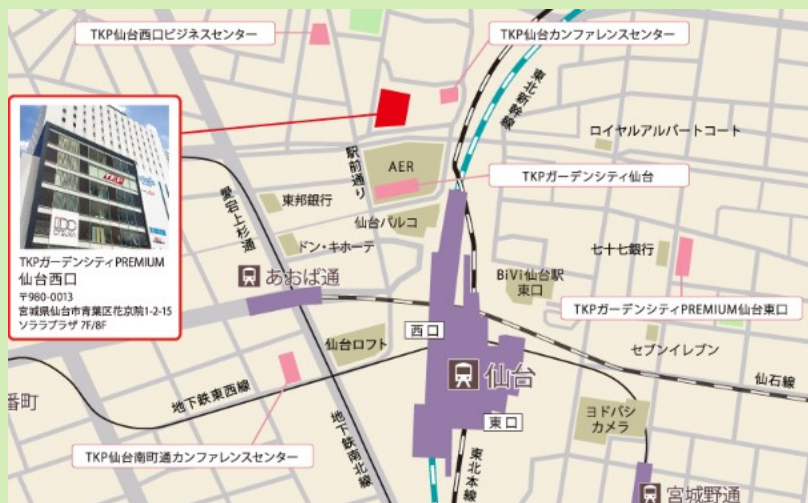 TKP仙台西口ビジネスセンター
TKP仙台カンファレンスセンター
東北新幹線
ロイヤルアルバートコート
駅前通り
AER
TKPガーデンシティ仙台
愛宕上杉通
東邦銀行
仙台パルコ
ドン・キホーテ
七十七銀行
TKP
TKPガーデンシティPREMIUM
仙台西口
〒980-0013
宮城県仙台市青葉区花京院1-2-15
ソララプラザ 7F/8F
あおば通
BiVi仙台駅
東口
TKPガーデンシティPREMIUM仙台東口
西口
仙台ロフト
セブンイレブン
仙台
仙石線
番町
地下鉄東西線
ヨドバシ
カメラ
東口
地下鉄南北線
東北本線
TKP仙台南町通カンファレンスセンター
宮城野通